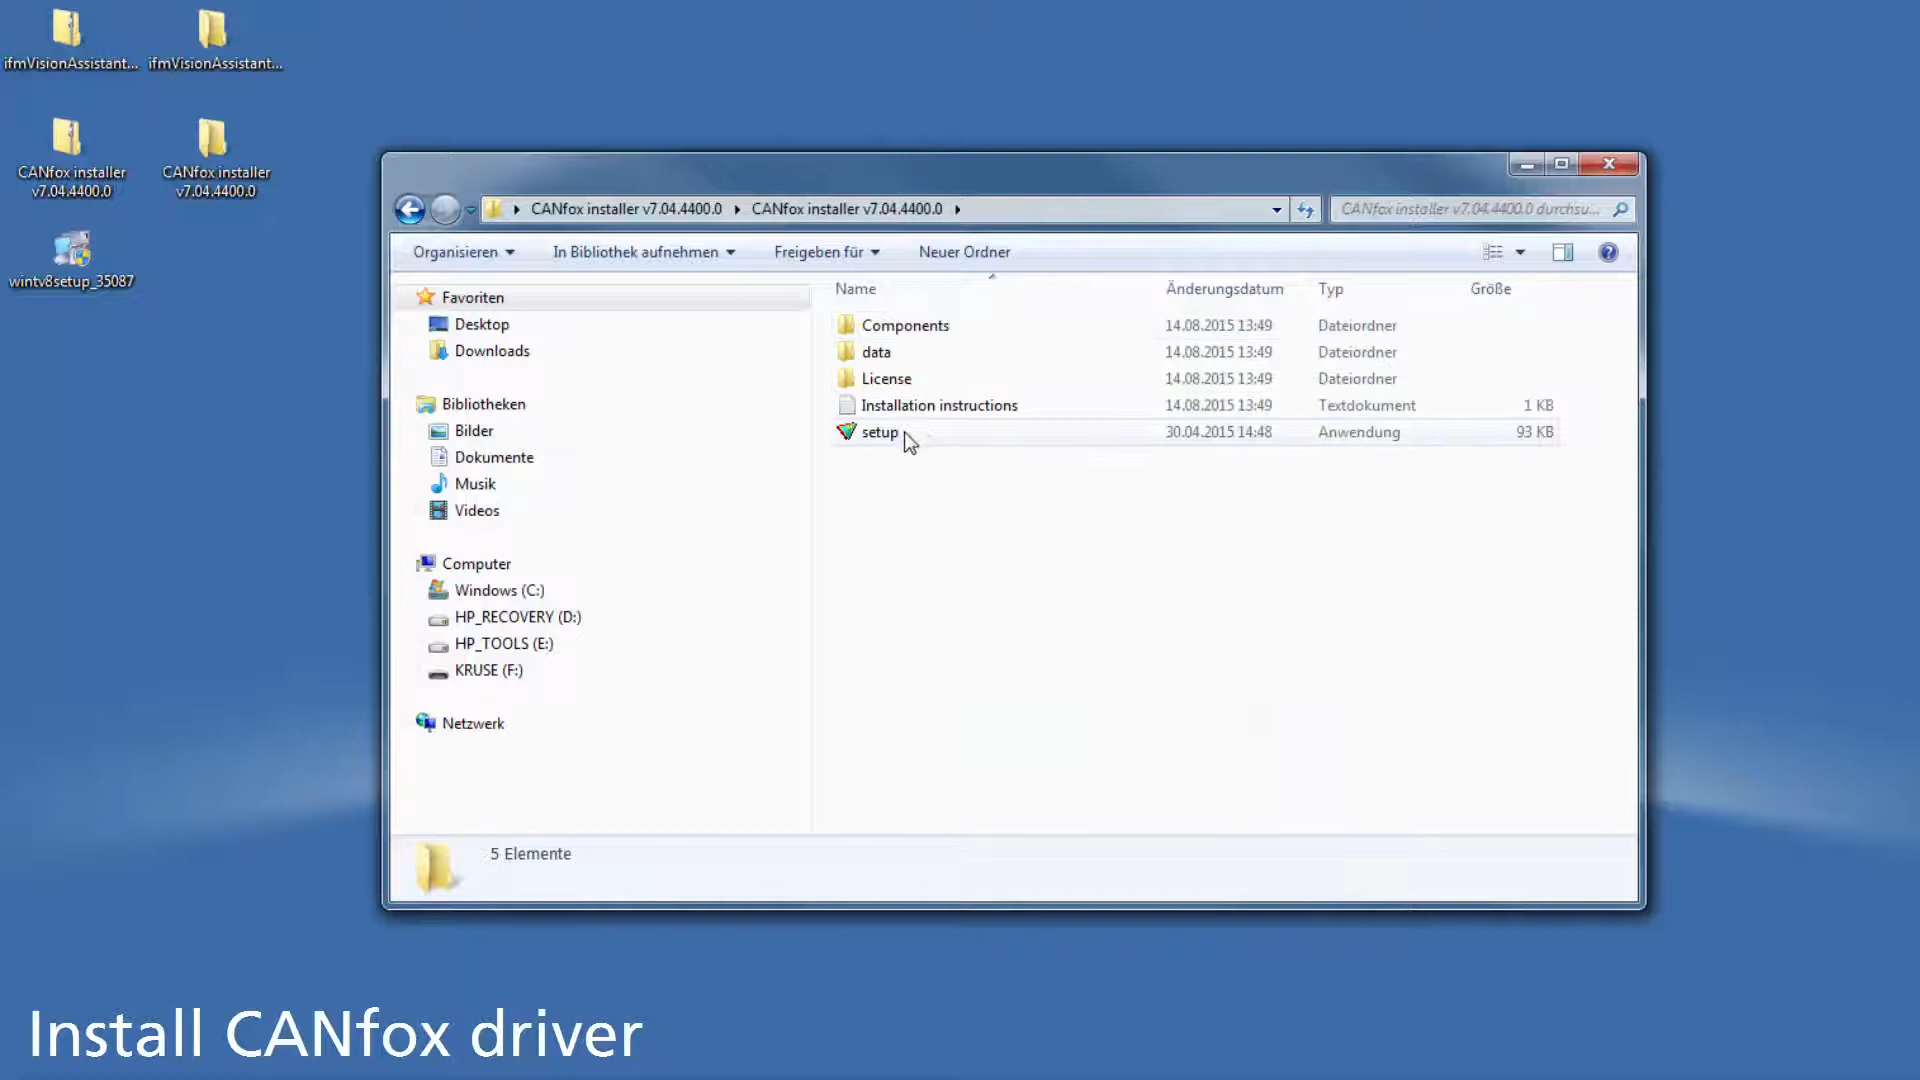 ifmVisionAssistant...
ifmVisionAssistant...
CANfox installer
v7.04.4400.0
CANfox installer
v7.04.4400.0
wintv8setup_35087
CANfox installer v7.04.4400.0
CANfox installer v7.04.4400.0
CANfox installer v7.04.4400.0 durchsu...
Organisieren
In Bibliothek aufnehmen
Freigeben für
Neuer Ordner
Favoriten
Desktop
Downloads
Bibliotheken
Bilder
Dokumente
Musik
Videos
Computer
Windows (C:)
HP_RECOVERY (D:)
HP_TOOLS (E:)
KRUSE (F:)
Netzwerk
Name Änderungsdatum Typ Größe
Components 14.08.2015 13:49 Dateiordner
data 14.08.2015 13:49 Dateiordner
License 14.08.2015 13:49 Dateiordner
Installation instructions 14.08.2015 13:49 Textdokument 1 KB
setup 30.04.2015 14:48 Anwendung 93 KB
5 Elemente
Install CANfox driver